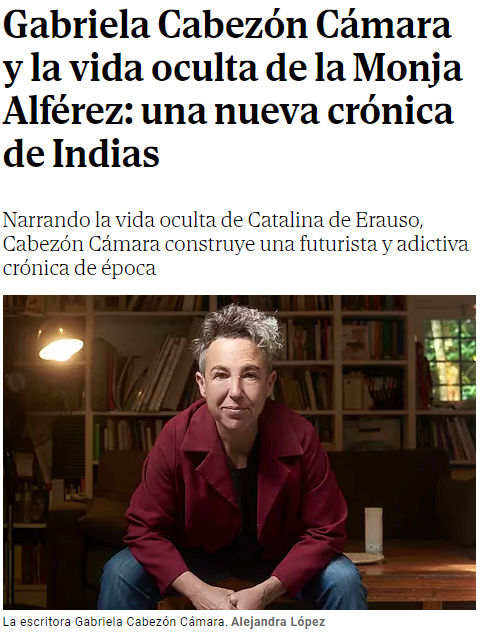 Gabriela Cabezón Cámara
y la vida oculta de la Monja
Alférez: una nueva crónica
de Indias
Narrando la vida oculta de Catalina de Erauso,
Cabezón Cámara construye una futurista y adictiva
crónica de época
La escritora Gabriela Cabezón Cámara. Alejandra López